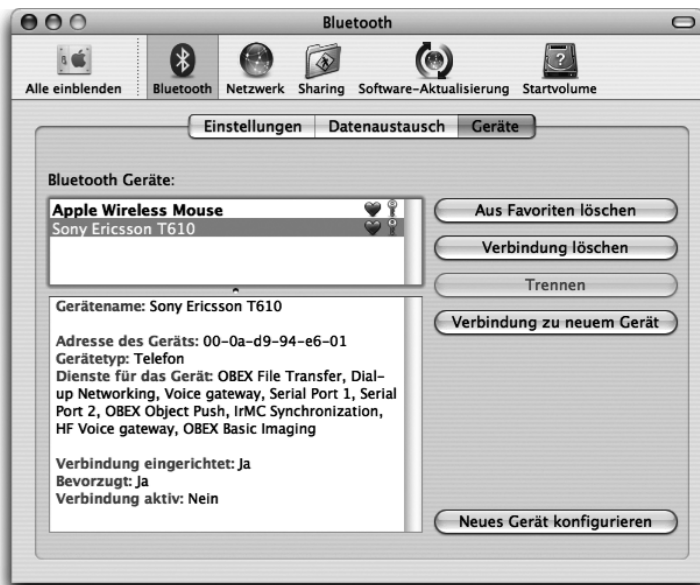 Bluetooth
Alle einblenden Bluetooth Netzwerk Sharing Software-Aktualisierung Startvolume
Einstellungen Datenaustausch Geräte
Bluetooth Geräte:
Apple Wireless Mouse
Sony Ericsson T610
Aus Favoriten löschen
Verbindung löschen
Trennen
Verbindung zu neuem Gerät
Gerätename: Sony Ericsson T610
Adresse des Geräts: 00-0a-d9-94-e6-01
Gerätetyp: Telefon
Dienste für das Gerät: OBEX File Transfer, Dial-
up Networking, Voice gateway, Serial Port 1, Serial
Port 2, OBEX Object Push, IrMC Synchronization,
HF Voice gateway, OBEX Basic Imaging
Verbindung eingerichtet: Ja
Bevorzugt: Ja
Verbindung aktiv: Nein
Neues Gerät konfigurieren